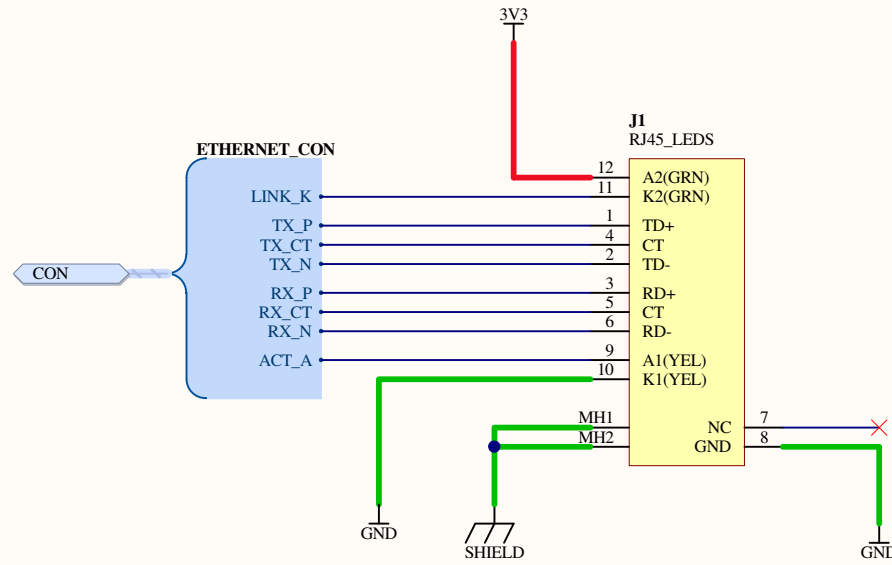 3V3
J1
RJ45_LEDS
ETHERNET_CON
12 A2(GRN)
LINK_K 11 K2(GRN)
TX_P 1 TD+
TX_CT 4 CT
TX_N 2 TD-
CON
RX_P 3 RD+
RX_CT 5 CT
RX_N 6 RD-
ACT_A 9 A1(YEL)
10 K1(YEL)
MH1 NC 7
MH2 GND 8
GND
SHIELD
GND